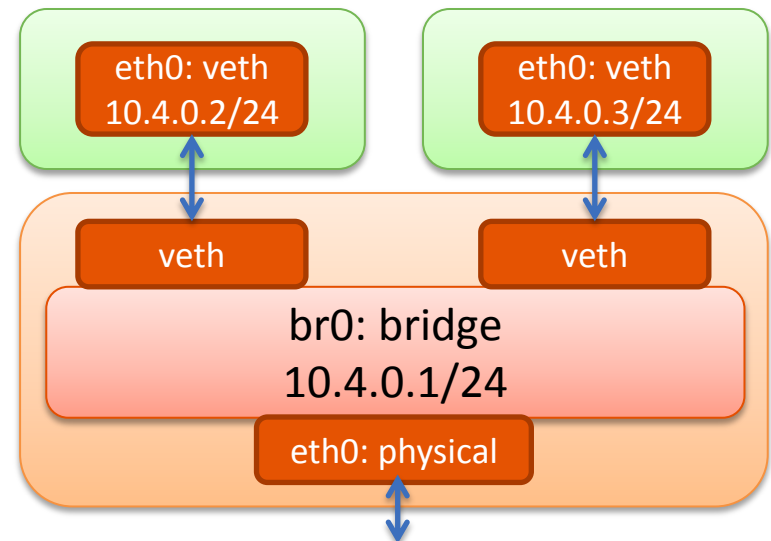 eth0: veth
10.4.0.2/24
eth0: veth
10.4.0.3/24
veth
veth
br0: bridge
10.4.0.1/24
eth0: physical